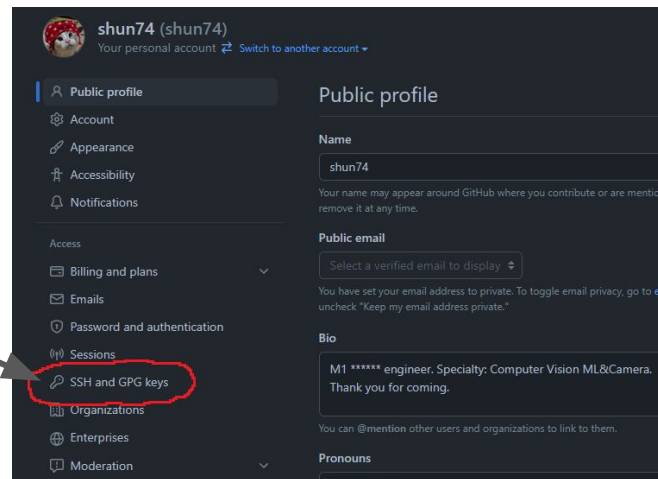 shun74 (shun74)
Your personal account Switch to another account
Public profile
Account
Appearance
Accessibility
Notifications
Access
Billing and plans
Emails
Password and authentication
Sessions
SSH and GPG keys
Organizations
Enterprises
Moderation
Public profile
Name
shun74
Your name may appear around GitHub where you contribute or are mentio
remove it at any time.
Public email
Select a verified email to display
You have set your email address to private. To toggle email privacy, go to e
uncheck "Keep my email address private."
Bio
M1 ****** engineer. Specialty: Computer Vision ML&Camera.
Thank you for coming.
You can @mention other users and organizations to link to them.
Pronouns